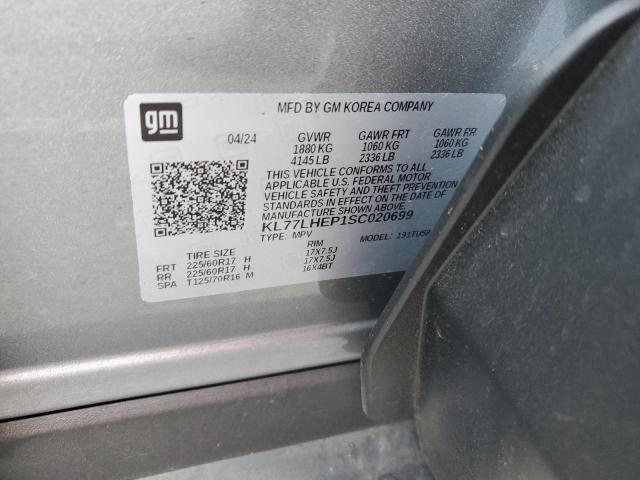 gm
MFD BY GM KOREA COMPANY
04/24 GVWR GAWR FRT GAWR RR
1880 KG 1060 KG 1060 KG
4145 LB 2336 LB 2336 LB
THIS VEHICLE CONFORMS TO ALL
APPLICABLE U.S. FEDERAL MOTOR
VEHICLE SAFETY AND THEFT PREVENTION
STANDARDS IN EFFECT ON THE DATE OF
MANUFACTURE.
KL77LHEP1SC020699
TYPE: MPV MODEL: 191TUS8
TIRE SIZE RIM
FRT 225/60R17 H 17X7.5J
RR 225/60R17 H 17X7.5J
SPA T125/70R16 M 16X4BT